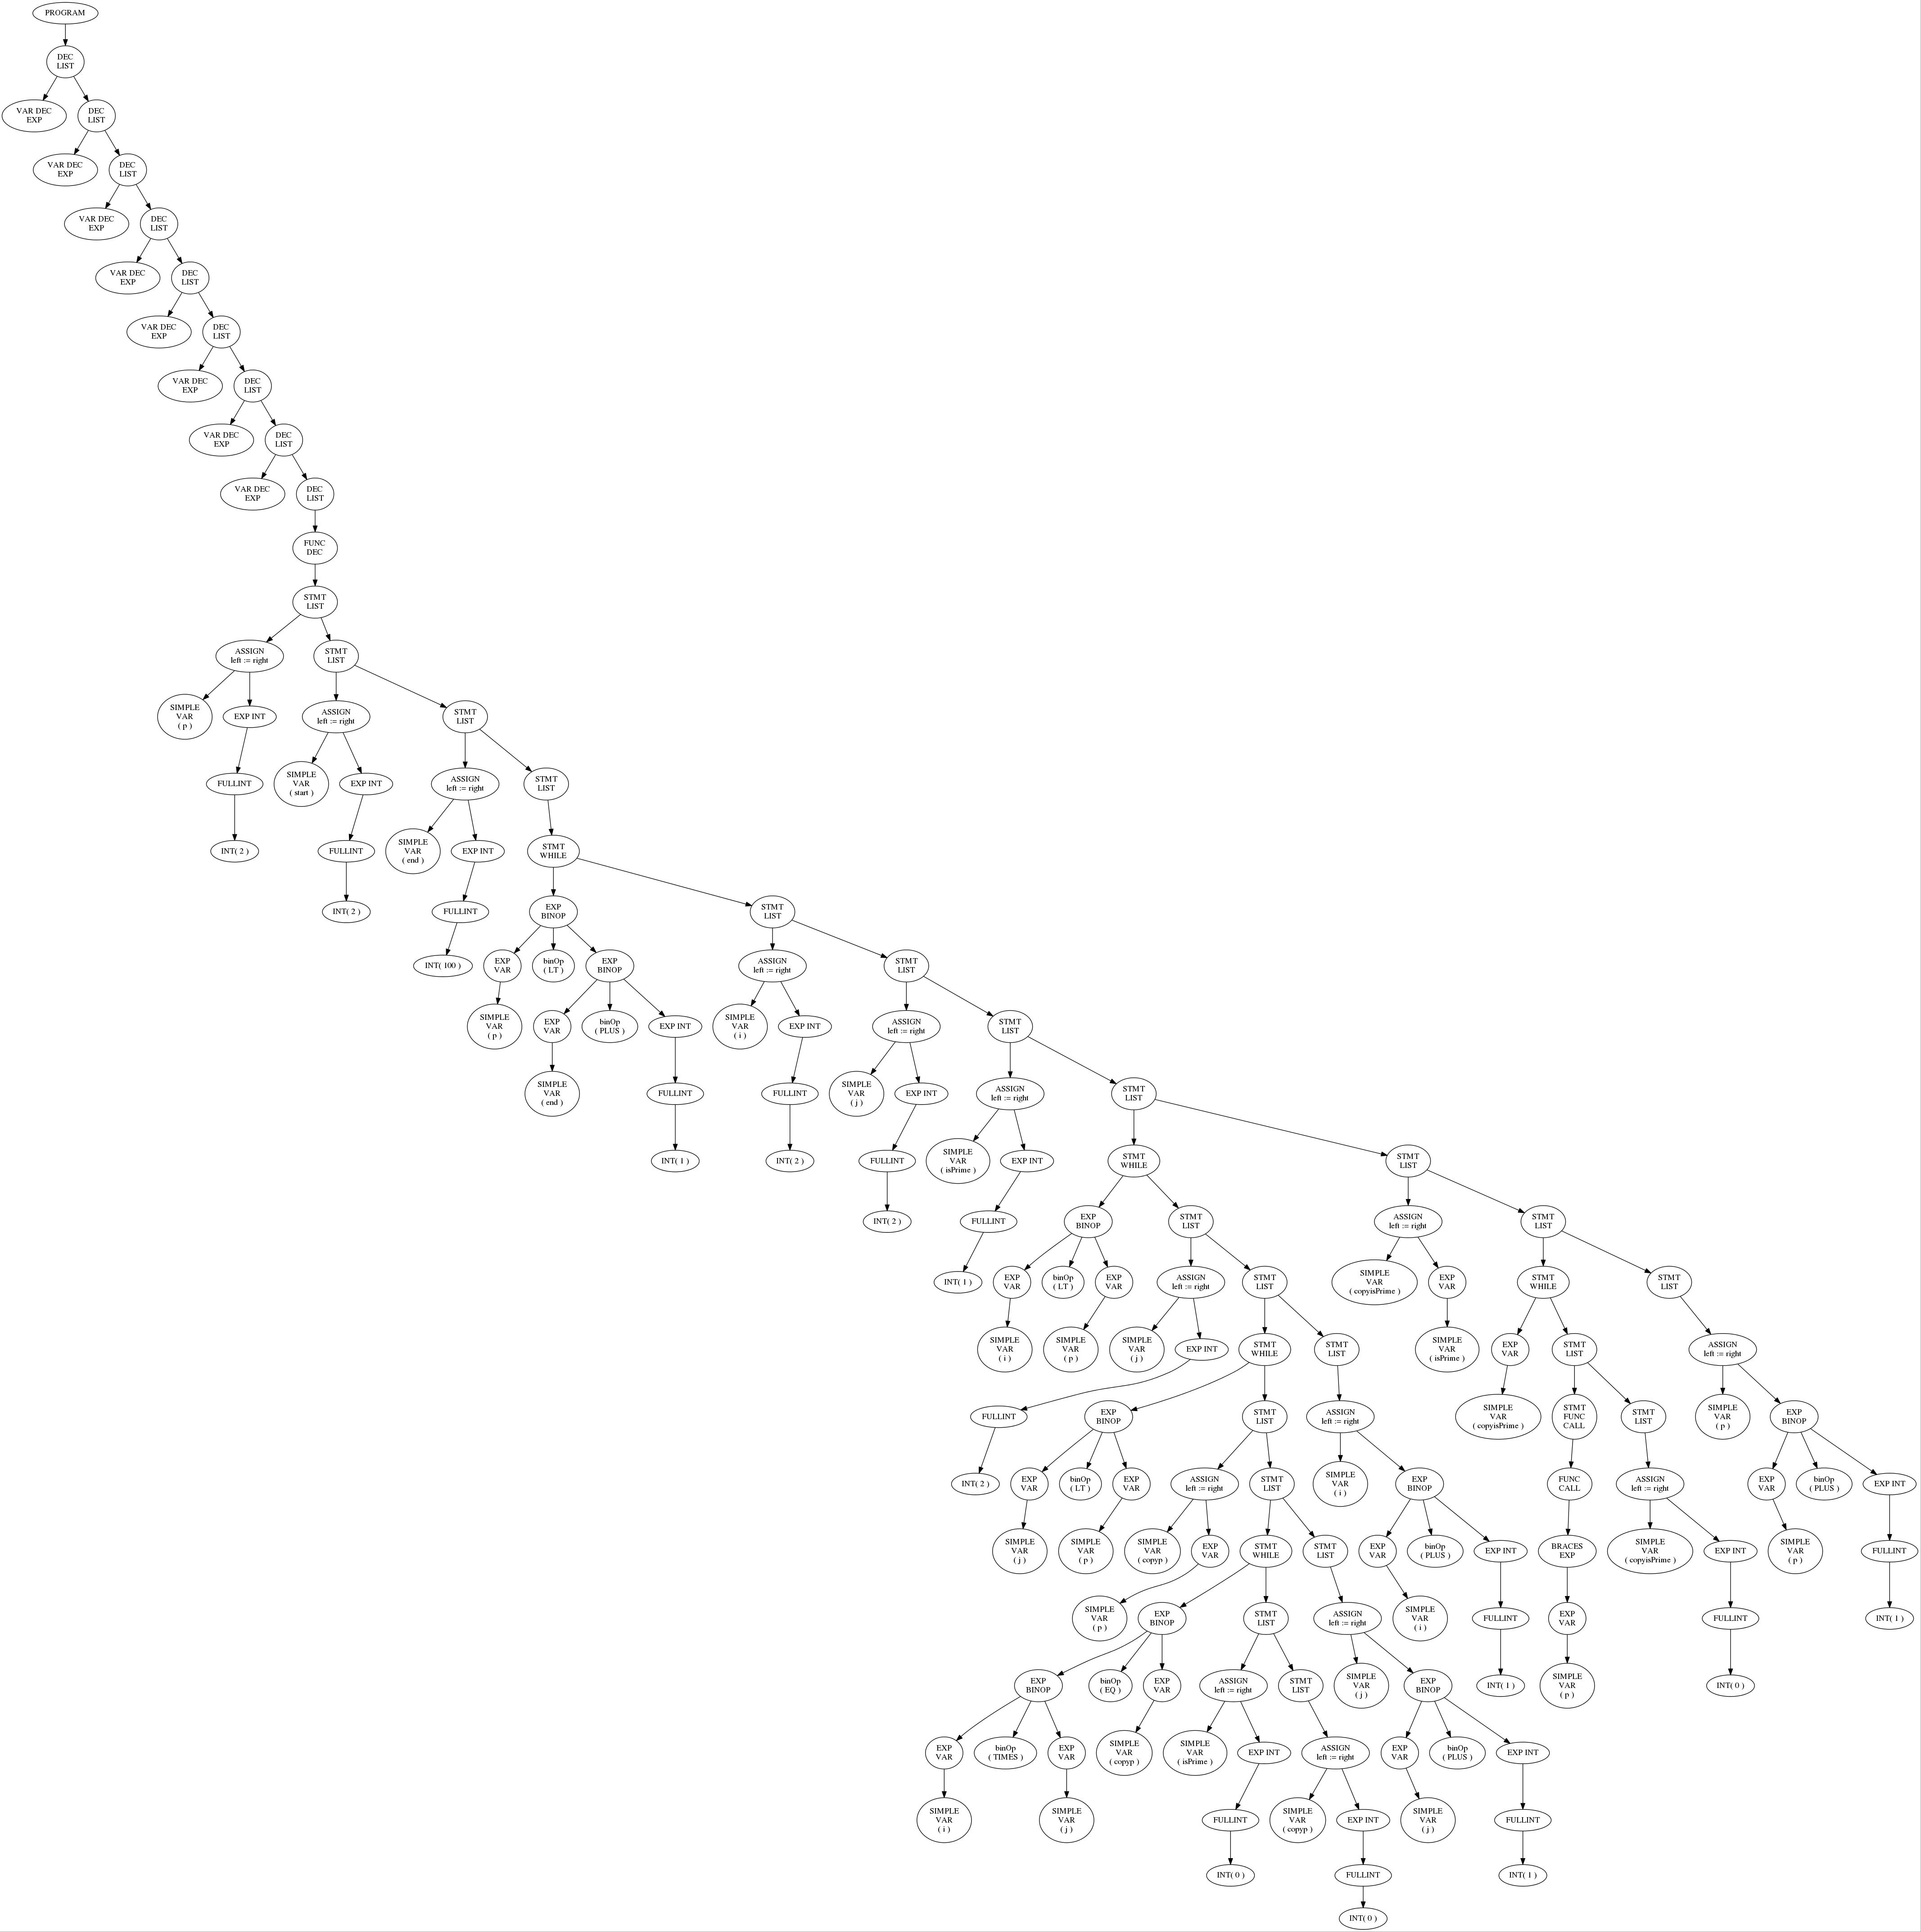 PROGRAM
DEC
LIST
VAR DEC
EXP
DEC
LIST
VAR DEC
EXP
DEC
LIST
VAR DEC
EXP
DEC
LIST
VAR DEC
EXP
DEC
LIST
VAR DEC
EXP
DEC
LIST
VAR DEC
EXP
DEC
LIST
VAR DEC
EXP
DEC
LIST
VAR DEC
EXP
DEC
LIST
FUNC
DEC
STMT
LIST
ASSIGN
left := right
STMT
LIST
SIMPLE
VAR
( p )
EXP INT
ASSIGN
left := right
STMT
LIST
FULLINT
SIMPLE
VAR
( start )
EXP INT
ASSIGN
left := right
STMT
LIST
INT( 2 )
FULLINT
SIMPLE
VAR
( end )
EXP INT
STMT
WHILE
INT( 2 )
FULLINT
EXP
BINOP
STMT
LIST
INT( 100 )
EXP
VAR
binOp
( LT )
EXP
BINOP
ASSIGN
left := right
STMT
LIST
SIMPLE
VAR
( p )
EXP
VAR
binOp
( PLUS )
EXP INT
SIMPLE
VAR
( i )
EXP INT
ASSIGN
left := right
STMT
LIST
SIMPLE
VAR
( end )
FULLINT
FULLINT
SIMPLE
VAR
( j )
EXP INT
ASSIGN
left := right
STMT
LIST
INT( 1 )
INT( 2 )
FULLINT
SIMPLE
VAR
( isPrime )
EXP INT
STMT
WHILE
STMT
LIST
INT( 2 )
FULLINT
EXP
BINOP
STMT
LIST
ASSIGN
left := right
STMT
LIST
INT( 1 )
EXP
VAR
binOp
( LT )
EXP
VAR
ASSIGN
left := right
STMT
LIST
SIMPLE
VAR
( copyisPrime )
EXP
VAR
STMT
WHILE
STMT
LIST
SIMPLE
VAR
( i )
SIMPLE
VAR
( p )
SIMPLE
VAR
( j )
EXP INT
STMT
WHILE
STMT
LIST
SIMPLE
VAR
( isPrime )
EXP
VAR
STMT
LIST
ASSIGN
left := right
FULLINT
EXP
BINOP
STMT
LIST
ASSIGN
left := right
SIMPLE
VAR
( copyisPrime )
STMT
FUNC
CALL
STMT
LIST
SIMPLE
VAR
( p )
EXP
BINOP
INT( 2 )
EXP
VAR
binOp
( LT )
EXP
VAR
ASSIGN
left := right
STMT
LIST
SIMPLE
VAR
( i )
EXP
BINOP
FUNC
CALL
ASSIGN
left := right
EXP
VAR
binOp
( PLUS )
EXP INT
SIMPLE
VAR
( j )
SIMPLE
VAR
( p )
SIMPLE
VAR
( copyp )
EXP
VAR
STMT
WHILE
STMT
LIST
EXP
VAR
binOp
( PLUS )
EXP INT
BRACES
EXP
SIMPLE
VAR
( copyisPrime )
EXP INT
SIMPLE
VAR
( p )
FULLINT
SIMPLE
VAR
( p )
EXP
BINOP
STMT
LIST
ASSIGN
left := right
SIMPLE
VAR
( i )
FULLINT
EXP
VAR
FULLINT
INT( 1 )
EXP
BINOP
binOp
( EQ )
EXP
VAR
ASSIGN
left := right
STMT
LIST
SIMPLE
VAR
( j )
EXP
BINOP
INT( 1 )
SIMPLE
VAR
( p )
INT( 0 )
EXP
VAR
binOp
( TIMES )
EXP
VAR
SIMPLE
VAR
( copyp )
SIMPLE
VAR
( isPrime )
EXP INT
ASSIGN
left := right
EXP
VAR
binOp
( PLUS )
EXP INT
SIMPLE
VAR
( i )
SIMPLE
VAR
( j )
FULLINT
SIMPLE
VAR
( copyp )
EXP INT
SIMPLE
VAR
( j )
FULLINT
INT( 0 )
FULLINT
INT( 1 )
INT( 0 )